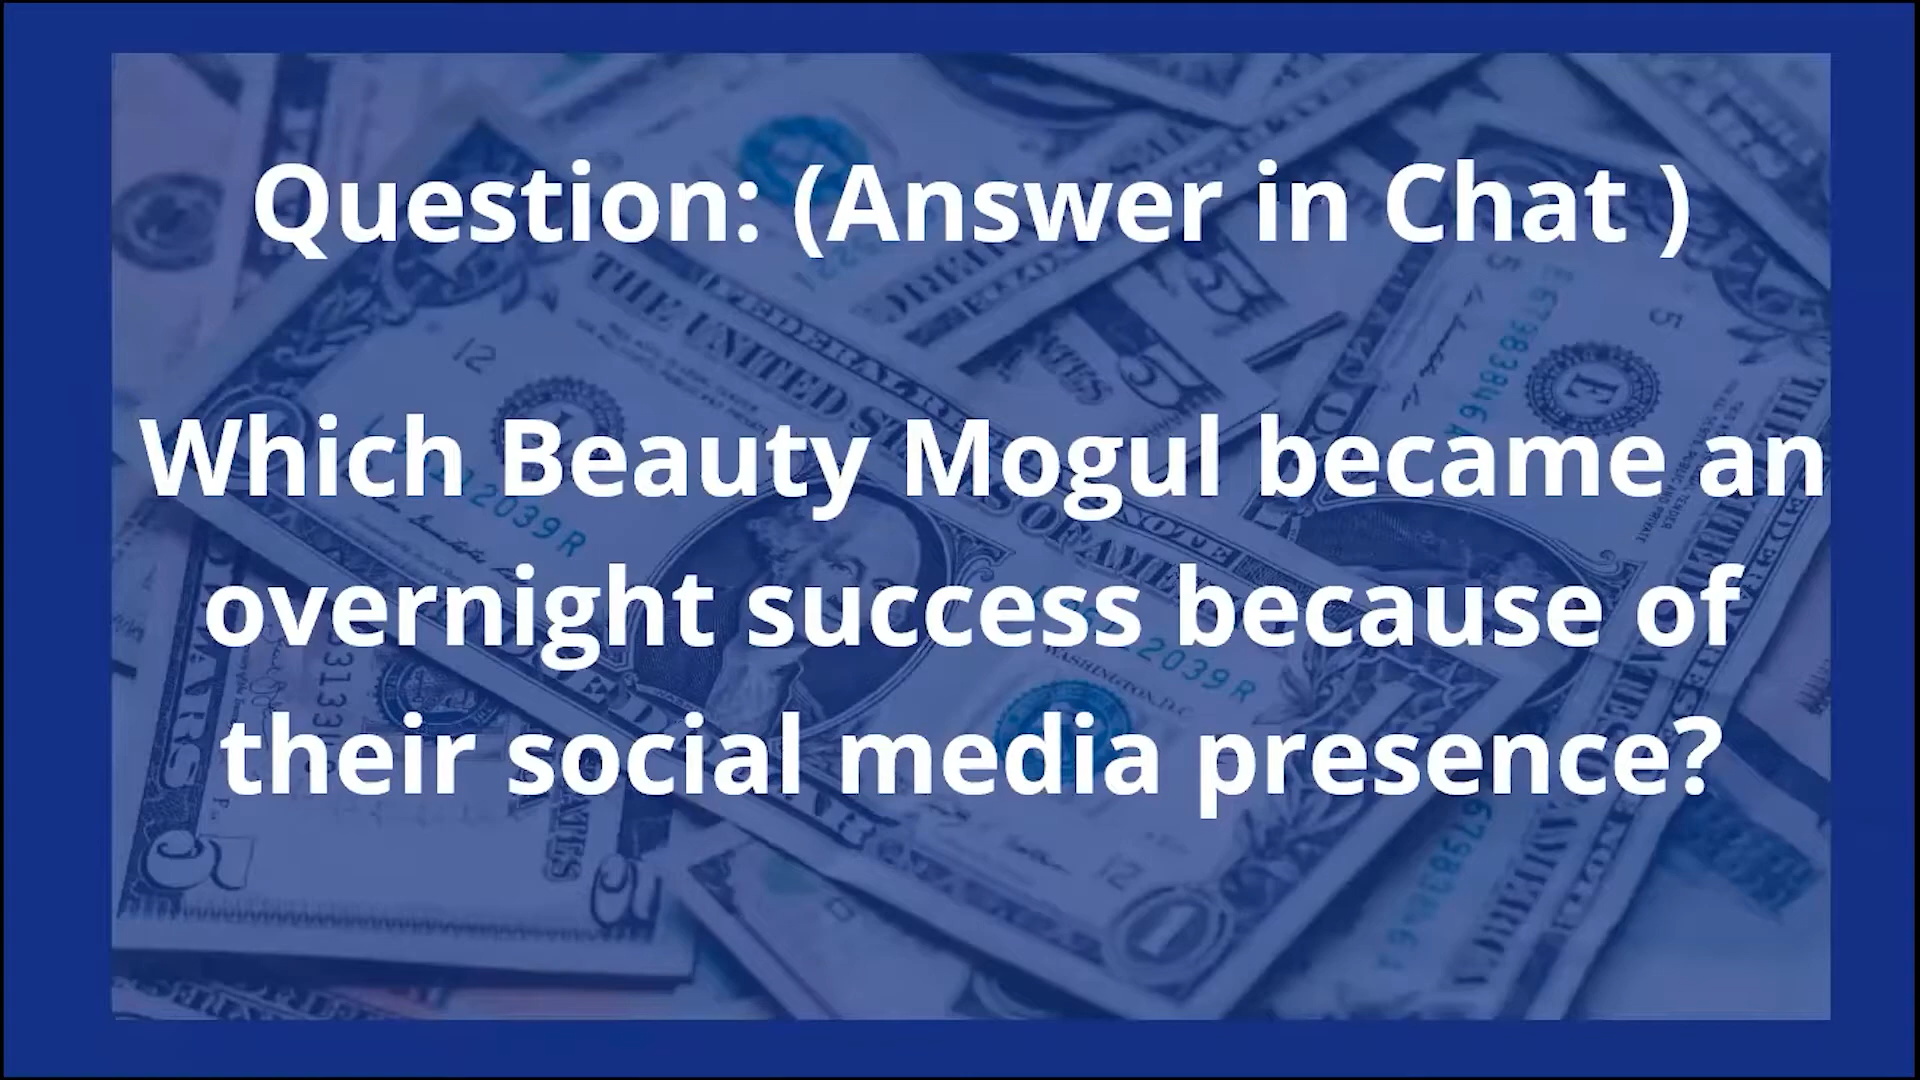 Question: (Answer in Chat )
Which Beauty Mogul became an
overnight success because of
their social media presence?